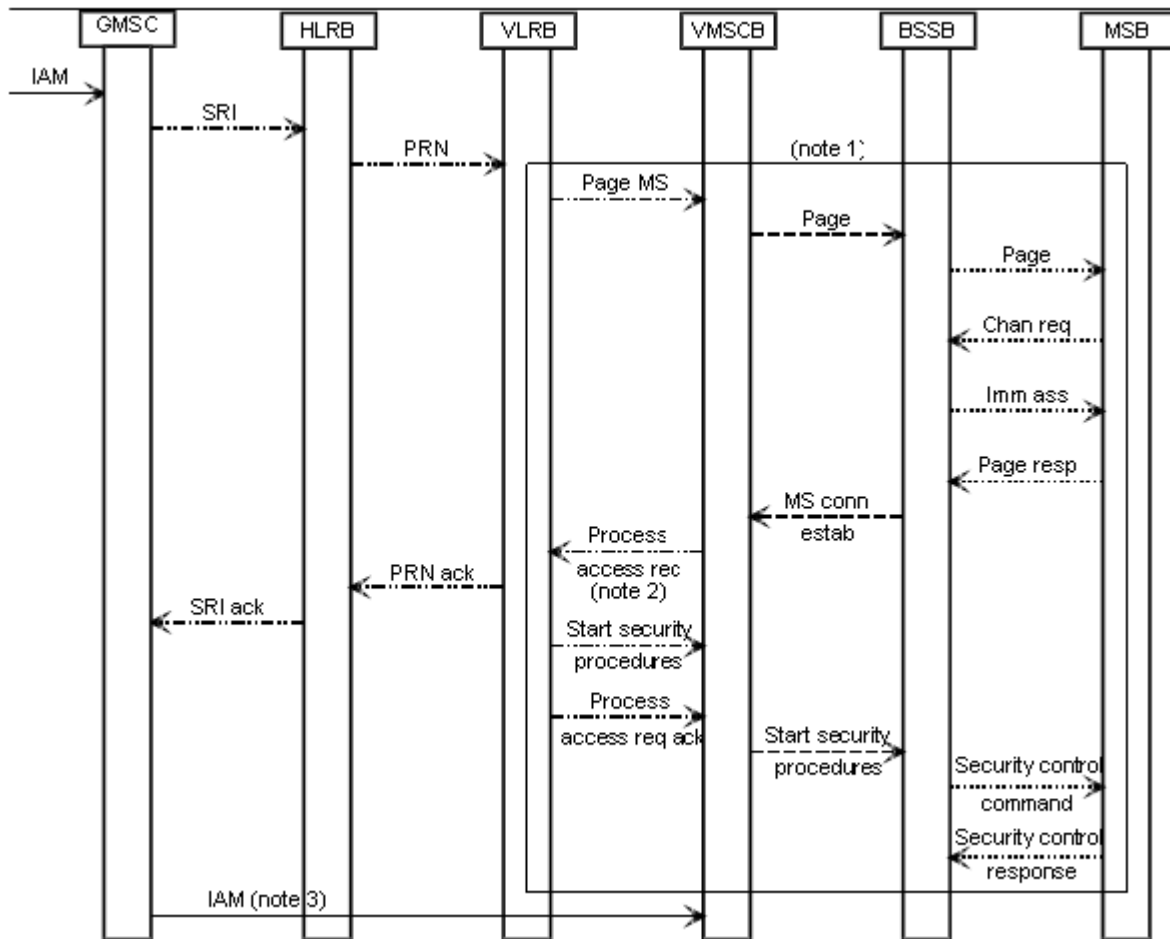 GMSC
HLRB
VLRB
VMSCB
BSSB
MSB
IAM
SRI
PRN
(note 1)
Page MS
Page
Page
Chan req
Imm ass
Page resp
MS conn
estab
Process
access rec
(note 2)
PRN ack
SRI ack
Start security
procedures
Process
access req ack
Start security
procedures
Security control
command
Security control
response
IAM (note 3)